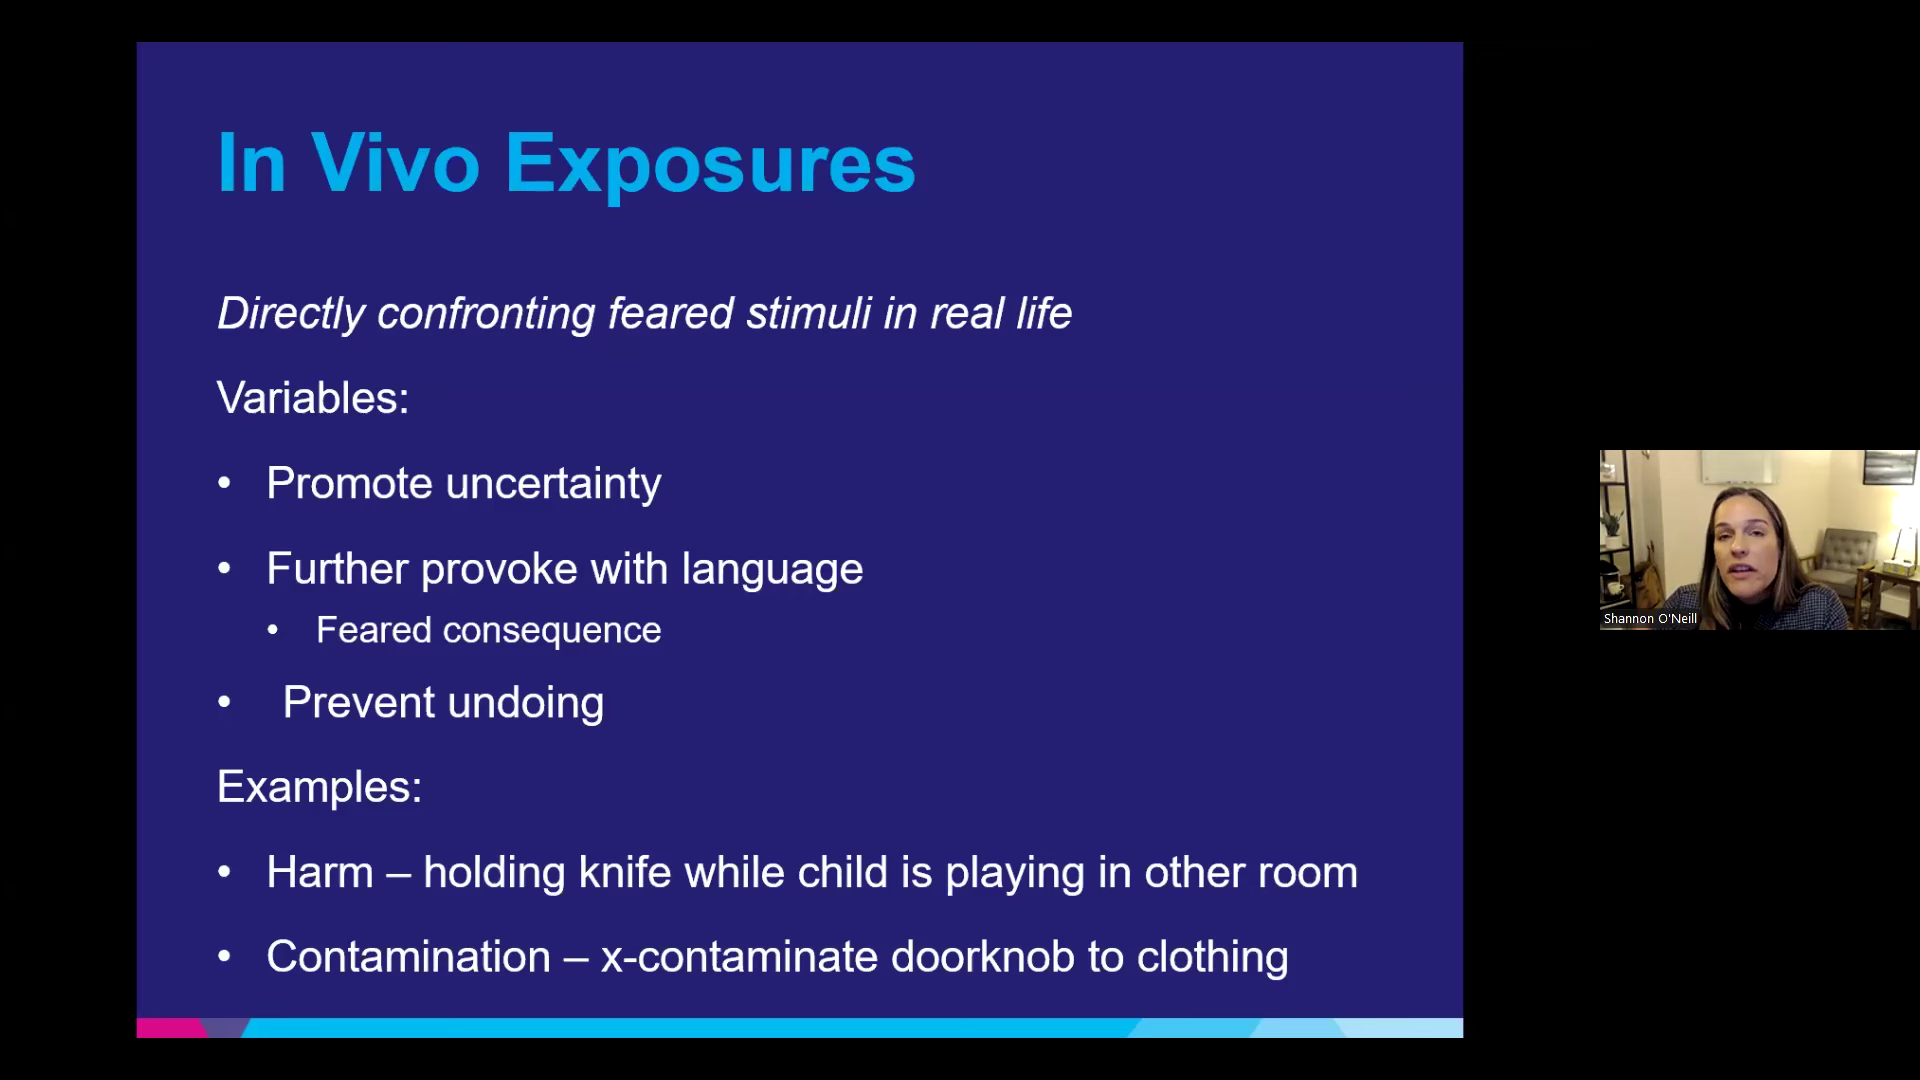 In Vivo Exposures
Directly confronting feared stimuli in real life
Variables:
• Promote uncertainty
• Further provoke with language
• Feared consequence
• Prevent undoing
Examples:
• Harm – holding knife while child is playing in other room
• Contamination – x-contaminate doorknob to clothing
Shannon O'Neill